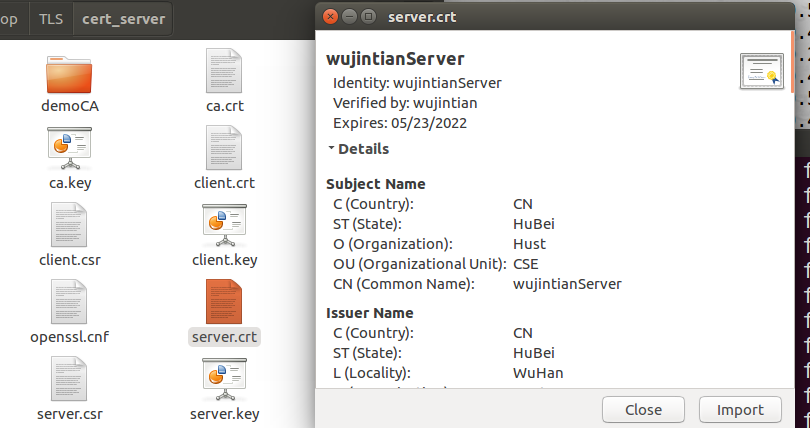 op TLS cert_server
demoCA
ca.crt
ca.key
client.crt
client.csr
client.key
openssl.cnf
server.crt
server.csr
server.key
server.crt
wujintianServer
Identity: wujintianServer
Verified by: wujintian
Expires: 05/23/2022
Details
Subject Name
C (Country): CN
ST (State): HuBei
O (Organization): Hust
OU (Organizational Unit): CSE
CN (Common Name): wujintianServer
Issuer Name
C (Country): CN
ST (State): HuBei
L (Locality): WuHan
Close Import